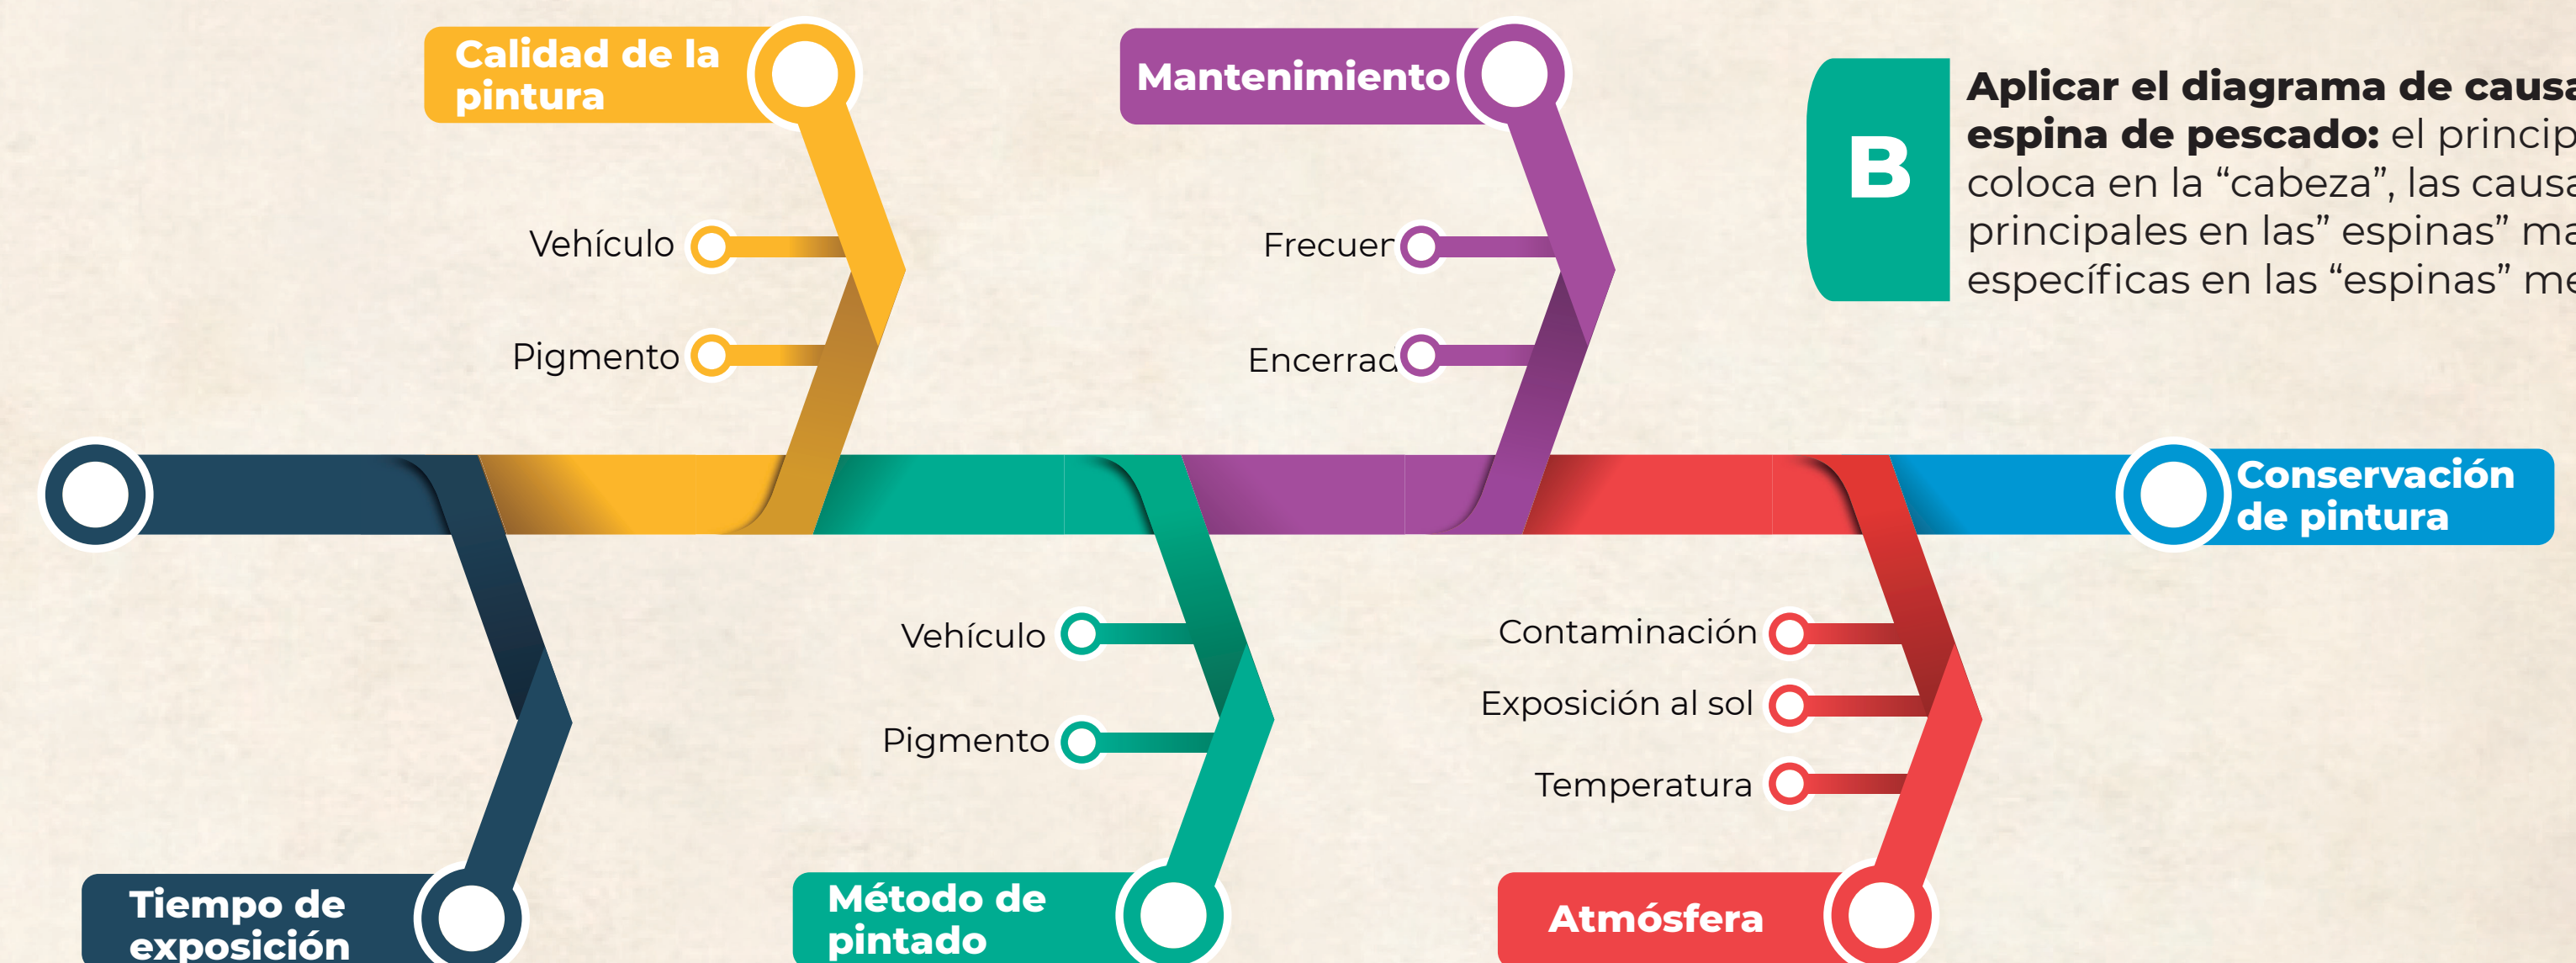 Calidad de la
pintura
Mantenimiento
B
Aplicar el diagrama de causa
espina de pescado: el princip
coloca en la “cabeza”, las causa
principales en las” espinas” ma
específicas en las “espinas” me
Vehículo
Pigmento
Frecuen
Encerrad
Conservación
de pintura
Vehículo
Pigmento
Contaminación
Exposición al sol
Temperatura
Tiempo de
exposición
Método de
pintado
Atmósfera